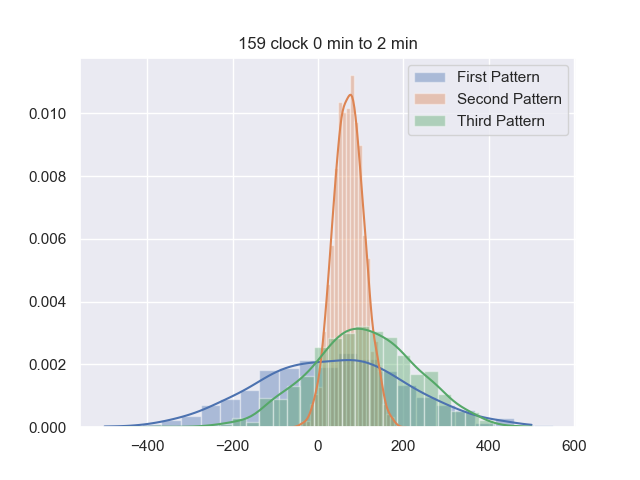 159 clock 0 min to 2 min
First Pattern
Second Pattern
Third Pattern
0.010
0.008
0.006
0.004
0.002
0.000
−400 −200 0 200 400 600